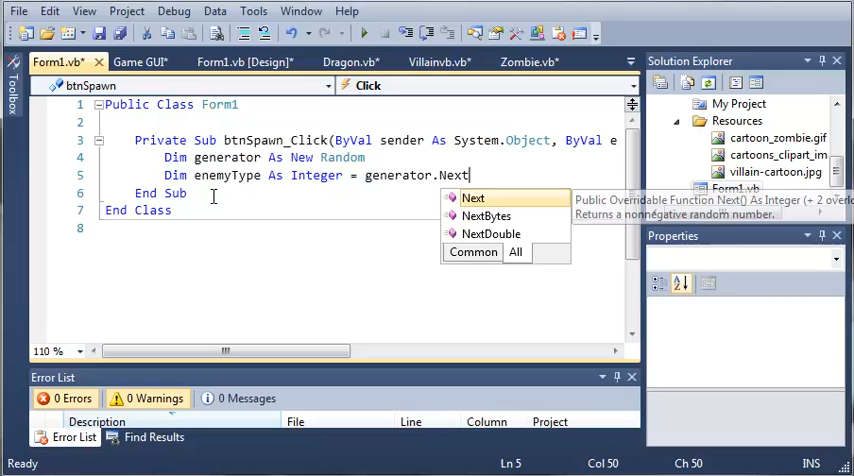 File Edit View Project Debug Data Tools Window Help
Form1.vb* Game GUI* Form1.vb [Design]* Dragon.vb* Villainvb.vb* Zombie.vb*
Toolbox
btnSpawn Click
1 Public Class Form1
2
3 Private Sub btnSpawn_Click(ByVal sender As System.Object, ByVal e
4 Dim generator As New Random
5 Dim enemyType As Integer = generator.Next
6 End Sub
7 End Class
8
Next
NextBytes
NextDouble
Common All
Public Overridable Function Next() As Integer (+ 2 overlo
Returns a nonnegative random number.
110 %
Solution Explorer
My Project
Resources
cartoon_zombie.gif
cartoons_clipart_im
villain-cartoon.jpg
Form1.vb
Properties
Error List
0 Errors 0 Warnings 0 Messages
Description File Line Column Project
Error List Find Results
Ready Ln 5 Col 50 Ch 50 INS